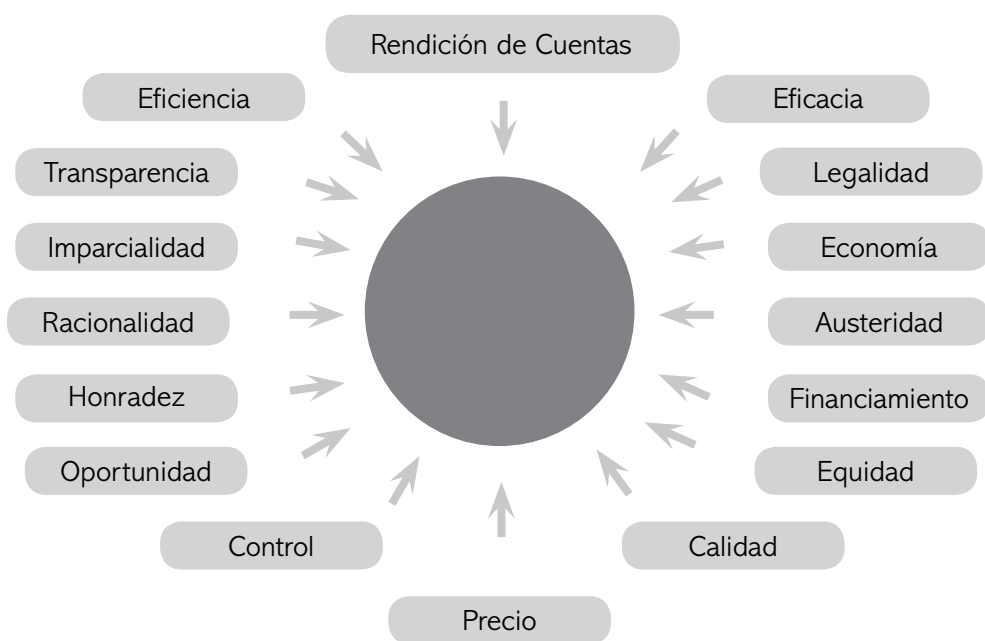 Rendición de Cuentas
Eficiencia
Eficacia
Transparencia
Legalidad
Imparcialidad
Economía
Racionalidad
Austeridad
Honradez
Financiamiento
Oportunidad
Equidad
Control
Calidad
Precio